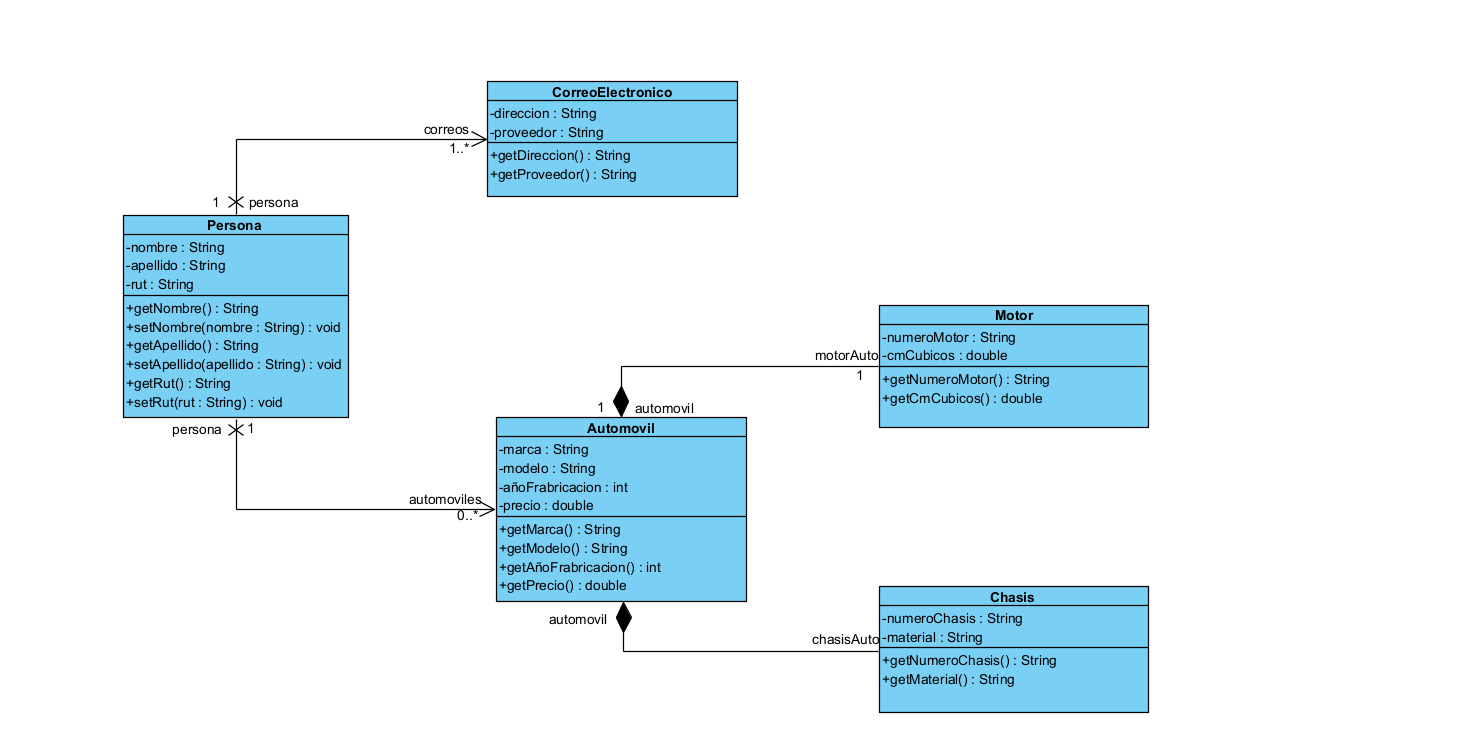 CorreoElectronico
-direccion : String
-proveedor : String
+getDireccion() : String
+getProveedor() : String
correos
1..*
1
persona
Persona
-nombre : String
-apellido : String
-rut : String
+getNombre() : String
+setNombre(nombre : String) : void
+getApellido() : String
+setApellido(apellido : String) : void
+getRut() : String
+setRut(rut : String) : void
persona
1
automoviles
0..*
Motor
-numeroMotor : String
-cmCubicos : double
+getNumeroMotor() : String
+getCmCubicos() : double
motorAuto
1
1
automovil
Automovil
-marca : String
-modelo : String
-añoFrabricacion : int
-precio : double
+getMarca() : String
+getModelo() : String
+getAñoFrabricacion() : int
+getPrecio() : double
automovil
chasisAuto
Chasis
-numeroChasis : String
-material : String
+getNumeroChasis() : String
+getMaterial() : String